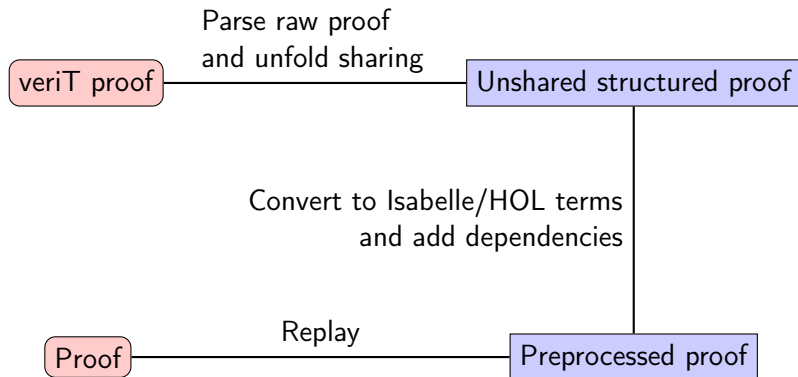 Parse raw proof
and unfold sharing
veriT proof
Unshared structured proof
Convert to Isabelle/HOL terms
and add dependencies
Replay
Proof
Preprocessed proof